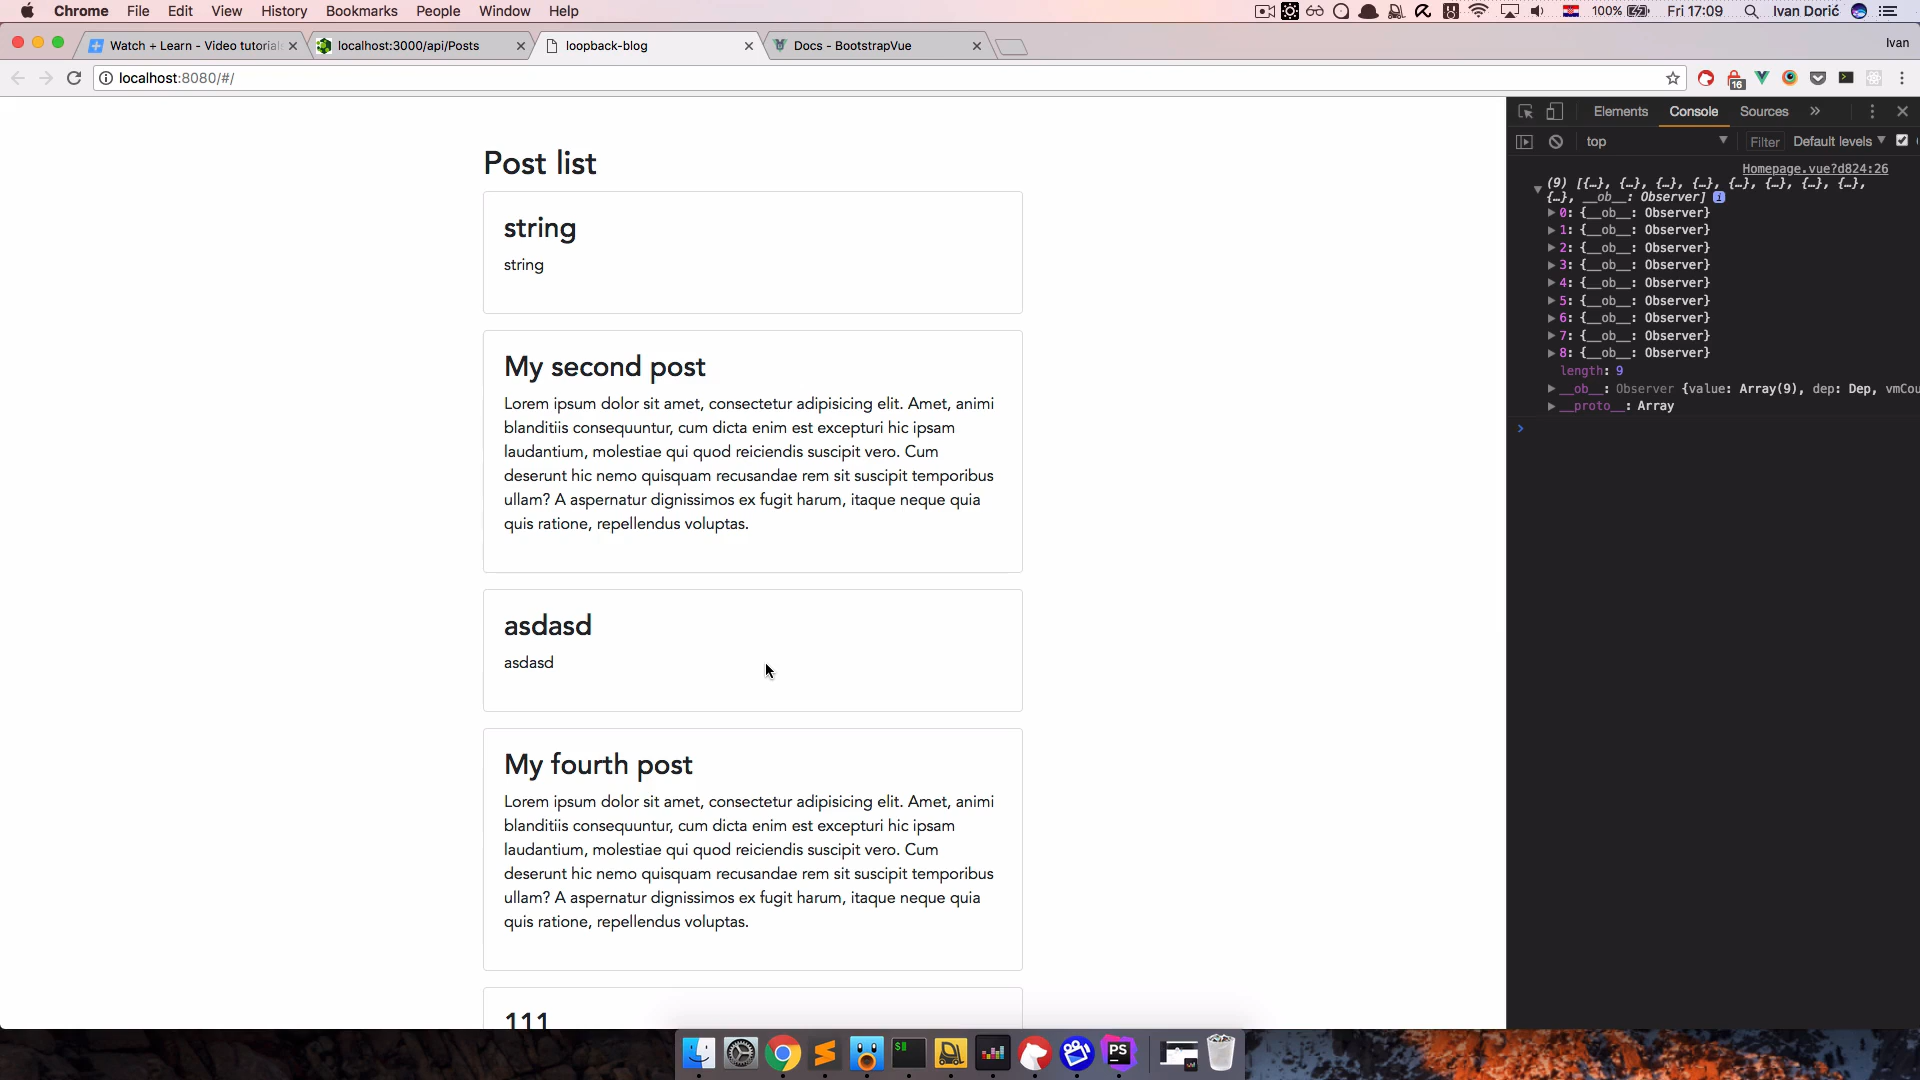 Chrome File Edit View History Bookmarks People Window Help
100% Fri 17:09 Ivan Dorić
Watch + Learn - Video tutorial
localhost:3000/api/Posts
loopback-blog
Docs - BootstrapVue
Ivan
localhost:8080/#/
16
Post list
string
string
My second post
Lorem ipsum dolor sit amet, consectetur adipisicing elit. Amet, animi
blanditiis consequuntur, cum dicta enim est excepturi hic ipsam
laudantium, molestiae qui quod reiciendis suscipit vero. Cum
deserunt hic nemo quisquam recusandae rem sit suscipit temporibus
ullam? A aspernatur dignissimos ex fugit harum, itaque neque quia
quis ratione, repellendus voluptas.
asdasd
asdasd
My fourth post
Lorem ipsum dolor sit amet, consectetur adipisicing elit. Amet, animi
blanditiis consequuntur, cum dicta enim est excepturi hic ipsam
laudantium, molestiae qui quod reiciendis suscipit vero. Cum
deserunt hic nemo quisquam recusandae rem sit suscipit temporibus
ullam? A aspernatur dignissimos ex fugit harum, itaque neque quia
quis ratione, repellendus voluptas.
111
Elements Console Sources »
top Filter Default levels
Homepage.vue?d824:26
(9) [{…}, {…}, {…}, {…}, {…}, {…}, {…}, {…},
{…}, __ob__: Observer] i
0: {__ob__: Observer}
1: {__ob__: Observer}
2: {__ob__: Observer}
3: {__ob__: Observer}
4: {__ob__: Observer}
5: {__ob__: Observer}
6: {__ob__: Observer}
7: {__ob__: Observer}
8: {__ob__: Observer}
length: 9
__ob__: Observer {value: Array(9), dep: Dep, vmCou
__proto__: Array
PS